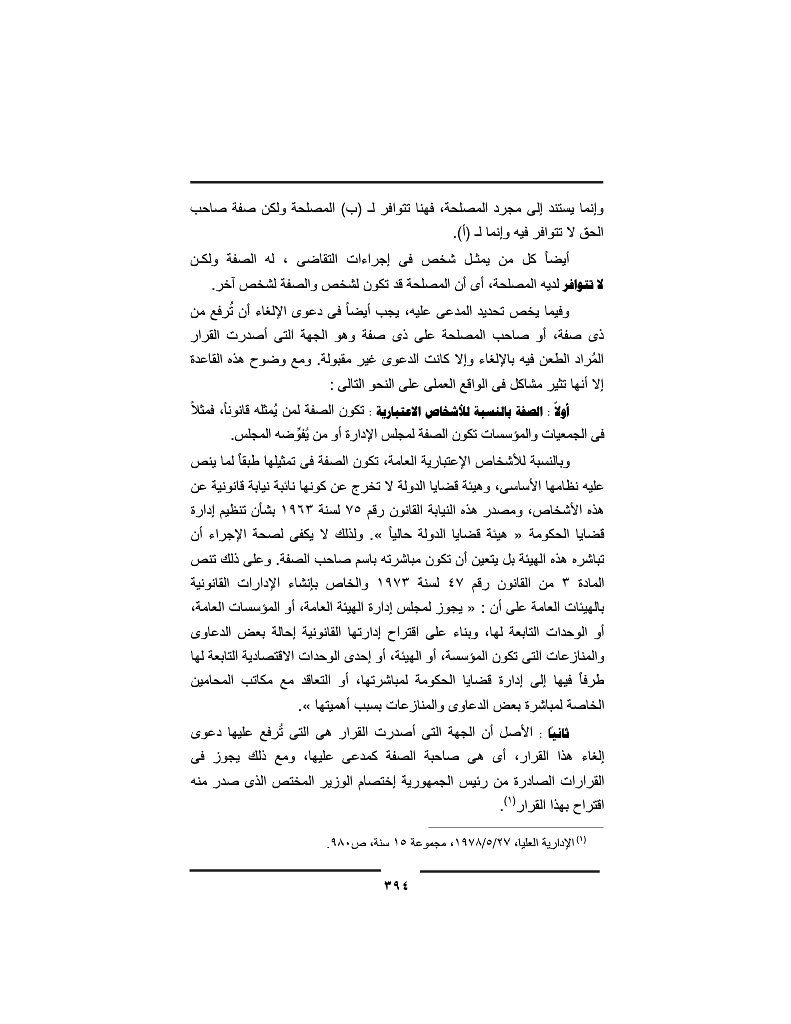 وإنما يستند إلى مجرد المصلحة، فهنا تتوافر لـ (ب) المصلحة ولكن صفة صاحب
الحق لا تتوافر فيه وإنما لـ (أ).
أيضاً كل من يمثل شخص فى إجراءات التقاضى ، له الصفة ولكن
لا تتوافر لديه المصلحة، أى أن المصلحة قد تكون لشخص والصفة لشخص آخر.
وفيما يخص تحديد المدعى عليه، يجب أيضاً فى دعوى الإلغاء أن تُرفع من
ذى صفة، أو صاحب المصلحة على ذى صفة وهو الجهة التى أصدرت القرار
المُراد الطعن فيه بالإلغاء وإلا كانت الدعوى غير مقبولة. ومع وضوح هذه القاعدة
إلا أنها تثير مشاكل فى الواقع العملى على النحو التالى :
أولاً : الصفة بالنسبة للأشخاص الاعتبارية : تكون الصفة لمن يُمثله قانوناً، فمثلاً
فى الجمعيات والمؤسسات تكون الصفة لمجلس الإدارة أو من يُفوِّضه المجلس.
وبالنسبة للأشخاص الإعتبارية العامة، تكون الصفة فى تمثيلها طبقاً لما ينص
عليه نظامها الأساسى، وهيئة قضايا الدولة لا تخرج عن كونها نائبة نيابة قانونية عن
هذه الأشخاص، ومصدر هذه النيابة القانون رقم ٧٥ لسنة ١٩٦٣ بشأن تنظيم إدارة
قضايا الحكومة « هيئة قضايا الدولة حالياً ». ولذلك لا يكفى لصحة الإجراء أن
تباشره هذه الهيئة بل يتعين أن تكون مباشرته باسم صاحب الصفة. وعلى ذلك تنص
المادة ٣ من القانون رقم ٤٧ لسنة ١٩٧٣ والخاص بإنشاء الإدارات القانونية
بالهيئات العامة على أن : « يجوز لمجلس إدارة الهيئة العامة، أو المؤسسات العامة،
أو الوحدات التابعة لها، وبناء على اقتراح إدارتها القانونية إحالة بعض الدعاوى
والمنازعات التى تكون المؤسسة، أو الهيئة، أو إحدى الوحدات الاقتصادية التابعة لها
طرفاً فيها إلى إدارة قضايا الحكومة لمباشرتها، أو التعاقد مع مكاتب المحامين
الخاصة لمباشرة بعض الدعاوى والمنازعات بسبب أهميتها ».
ثانيًا : الأصل أن الجهة التى أصدرت القرار هى التى تُرفع عليها دعوى
إلغاء هذا القرار، أى هى صاحبة الصفة كمدعى عليها، ومع ذلك يجوز فى
القرارات الصادرة من رئيس الجمهورية إختصام الوزير المختص الذى صدر منه
اقتراح بهذا القرار(١).
(١) الإدارية العليا، ١٩٧٨/٥/٢٧، مجموعة ١٥ سنة، ص٩٨٠.
٣٩٤